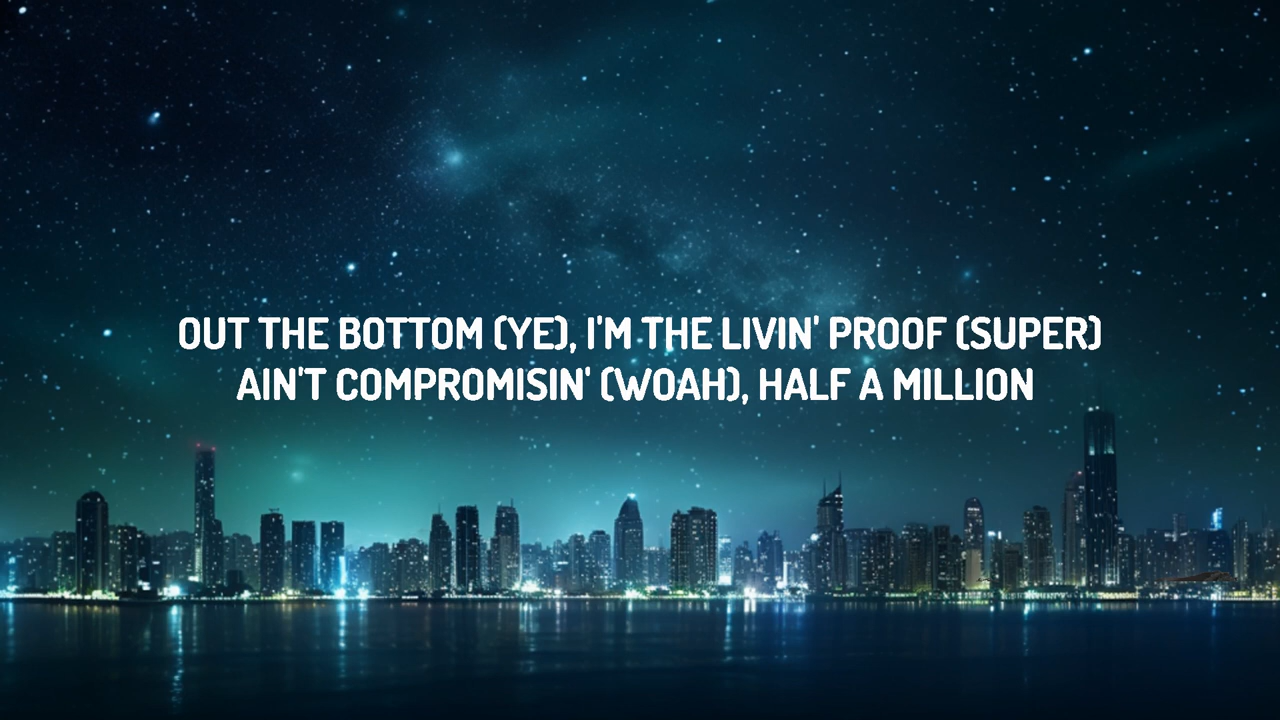 OUT THE BOTTOM (YE), I'M THE LIVIN' PROOF (SUPER)
AIN'T COMPROMISIN' (WOAH), HALF A MILLION